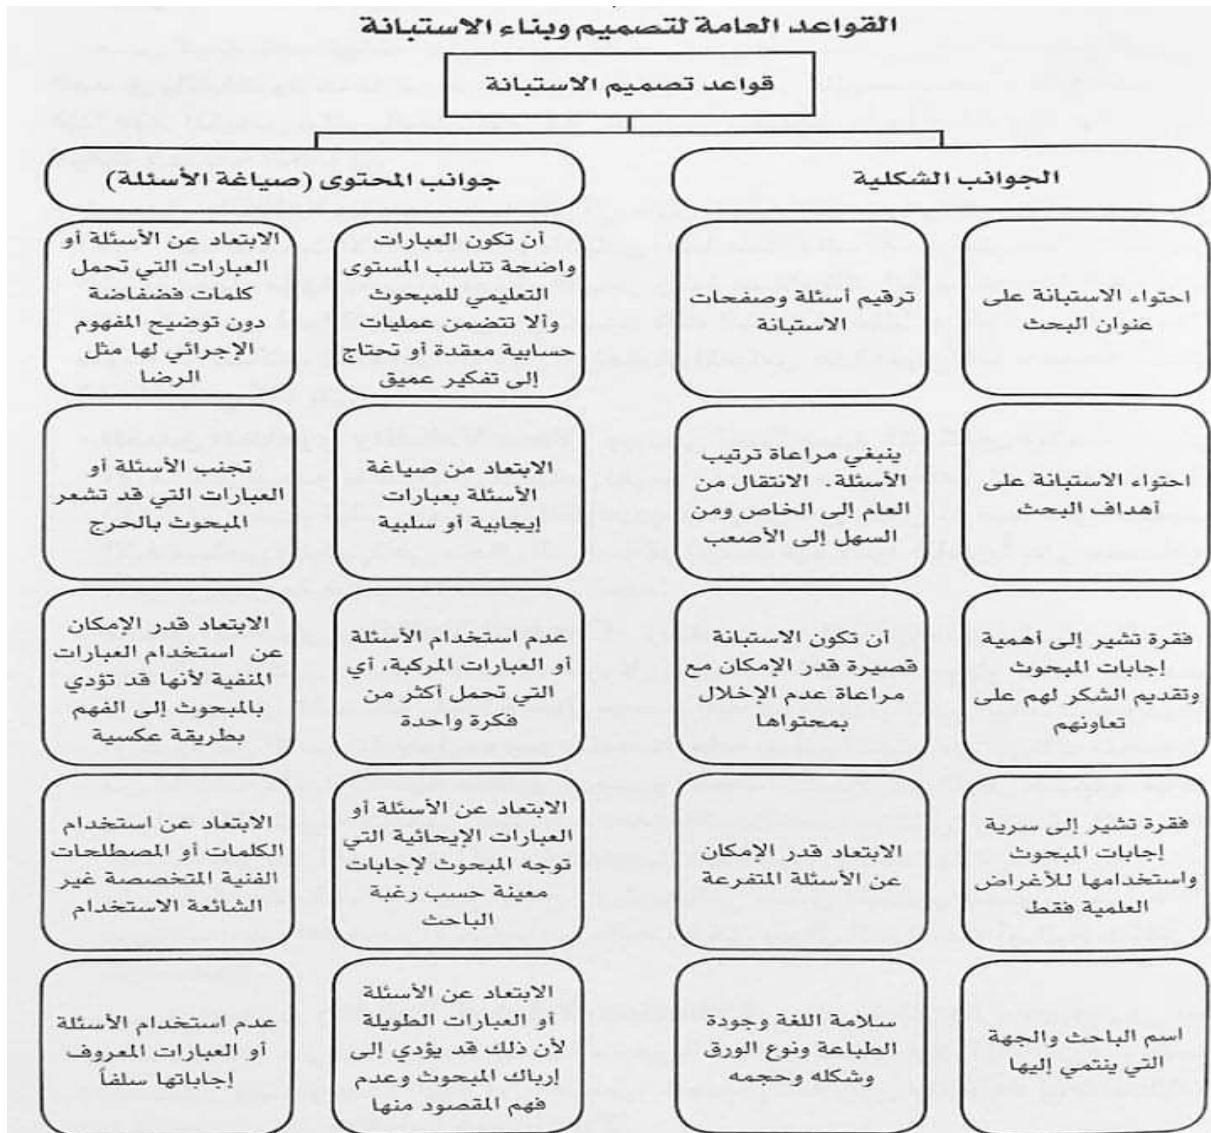 القواعد العامة لتصميم وبناء الاستبانة
قواعد تصميم الاستبانة
الجوانب الشكلية
احتواء الاستبانة على
عنوان البحث
ترقيم أسئلة وصفحات
الاستبانة
احتواء الاستبانة على
أهداف البحث
ينبغي مراعاة ترتيب
الأسئلة . الانتقال من
العام إلى الخاص ومن
السهل إلى الأصعب
فقرة تشير إلى أهمية
إجابات المبحوث
وتقديم الشكر لهم على
تعاونهم
أن تكون الاستبانة
قصيرة قدر الإمكان مع
مراعاة عدم الإخلال
بمحتواها
فقرة تشير إلى سرية
إجابات المبحوث
واستخدامها للأغراض
العلمية فقط
الابتعاد قدر الإمكان
عن الأسئلة المتفرعة
اسم الباحث والجهة
التي ينتمي إليها
سلامة اللغة وجودة
الطباعة ونوع الورق
وشكله وحجمه
جوانب المحتوى (صياغة الأسئلة)
أن تكون العبارات
واضحة تناسب المستوى
التعليمي للمبحوث
وألا تتضمن عمليات
حسابية معقدة أو تحتاج
إلى تفكير عميق
الابتعاد عن الأسئلة أو
العبارات التي تحمل
كلمات فضفاضة
دون توضيح المفهوم
الإجرائي لها مثل
الرضا
الابتعاد من صياغة
الأسئلة بعبارات
إيجابية أو سلبية
تجنب الأسئلة أو
العبارات التي قد تشعر
المبحوث بالحرج
عدم استخدام الأسئلة
أو العبارات المركبة، أي
التي تحمل أكثر من
فكرة واحدة
الابتعاد قدر الإمكان
عن استخدام العبارات
المنفية لأنها قد تؤدي
بالمبحوث إلى الفهم
بطريقة عكسية
الابتعاد عن الأسئلة أو
العبارات الإيحائية التي
توجه المبحوث لإجابات
معينة حسب رغبة
الباحث
الابتعاد عن استخدام
الكلمات أو المصطلحات
الفنية المتخصصة غير
الشائعة الاستخدام
الابتعاد عن الأسئلة
أو العبارات الطويلة
لأن ذلك قد يؤدي إلى
إرباك المبحوث وعدم
فهم المقصود منها
عدم استخدام الأسئلة
أو العبارات المعروف
إجاباتها سلفاً